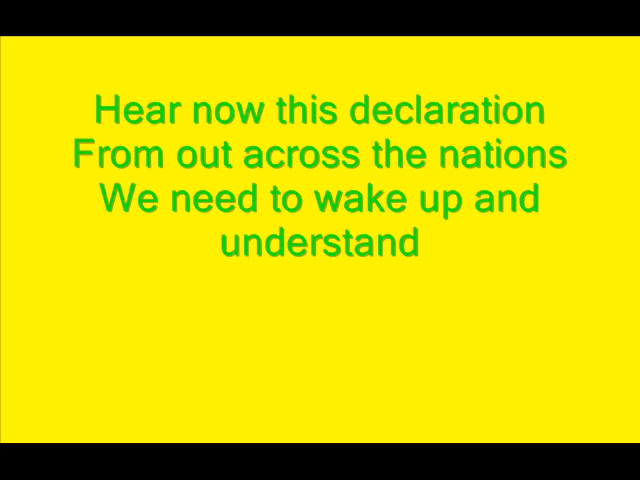 Hear now this declaration
From out across the nations
We need to wake up and
understand